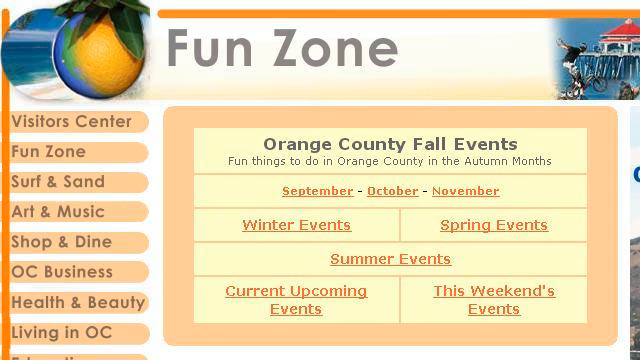 Fun Zone
Visitors Center
Fun Zone
Surf & Sand
Art & Music
Shop & Dine
OC Business
Health & Beauty
Living in OC
Orange County Fall Events
Fun things to do in Orange County in the Autumn Months
September - October - November
Winter Events
Spring Events
Summer Events
Current Upcoming
Events
This Weekend's
Events